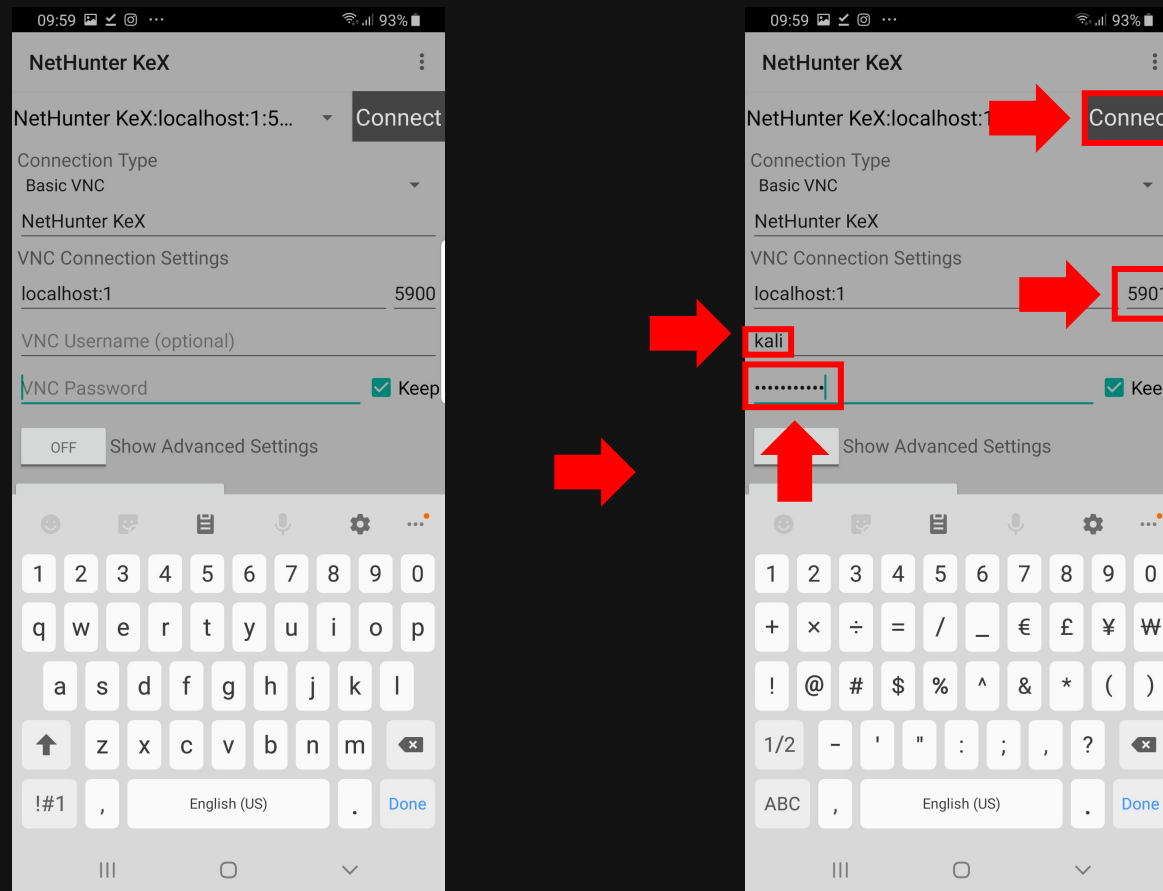 09:59 93%
NetHunter KeX
NetHunter KeX:localhost:1:5... Connect
Connection Type
Basic VNC
NetHunter KeX
VNC Connection Settings
localhost:1 5900
VNC Username (optional)
VNC Password Keep
OFF Show Advanced Settings
1 2 3 4 5 6 7 8 9 0
q w e r t y u i o p
a s d f g h j k l
z x c v b n m
!#1 , English (US) . Done
09:59 93%
NetHunter KeX
NetHunter KeX:localhost:1 Connec
Connection Type
Basic VNC
NetHunter KeX
VNC Connection Settings
localhost:1 5901
kali
••••••••••• Kee
Show Advanced Settings
1 2 3 4 5 6 7 8 9 0
+ × ÷ = / _ € £ ¥ ₩
! @ # $ % ^ & * ( )
1/2 - ' " : ; , ?
ABC , English (US) . Done